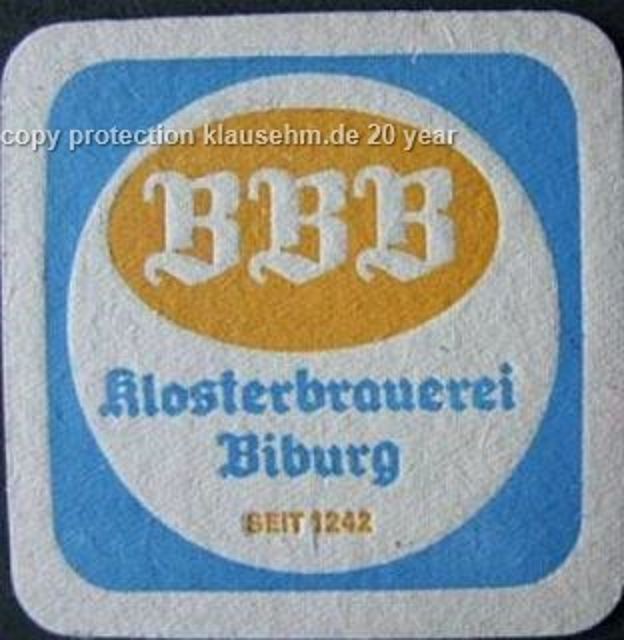 copy protection klausehm.de 20 year
BBB
Klosterbrauerei
Biburg
SEIT 1242